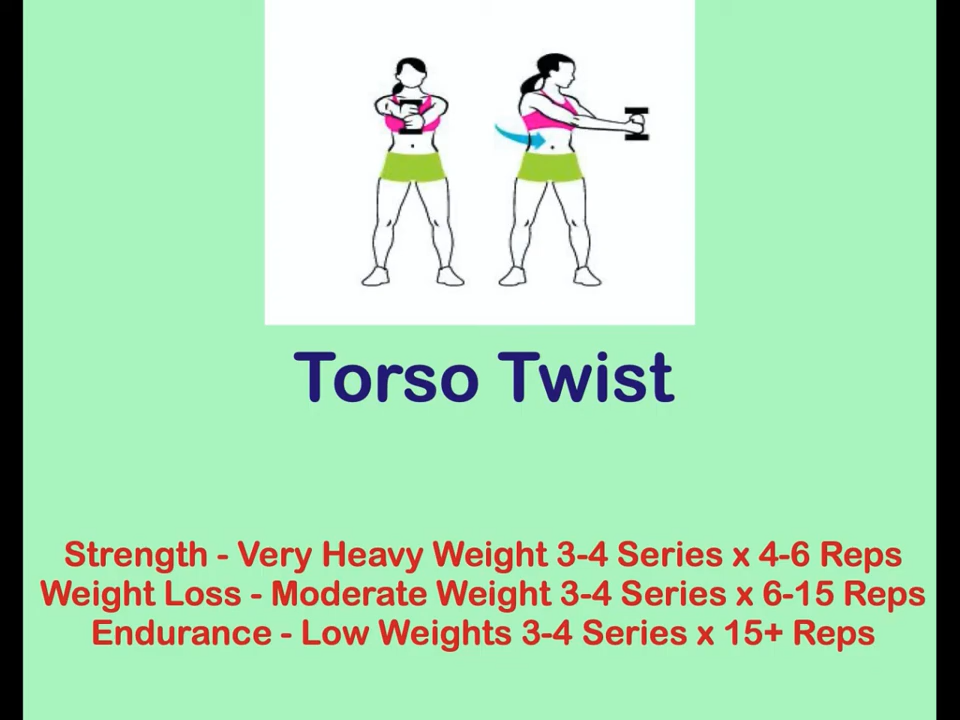 Torso Twist
Strength - Very Heavy Weight 3-4 Series x 4-6 Reps
Weight Loss - Moderate Weight 3-4 Series x 6-15 Reps
Endurance - Low Weights 3-4 Series x 15+ Reps